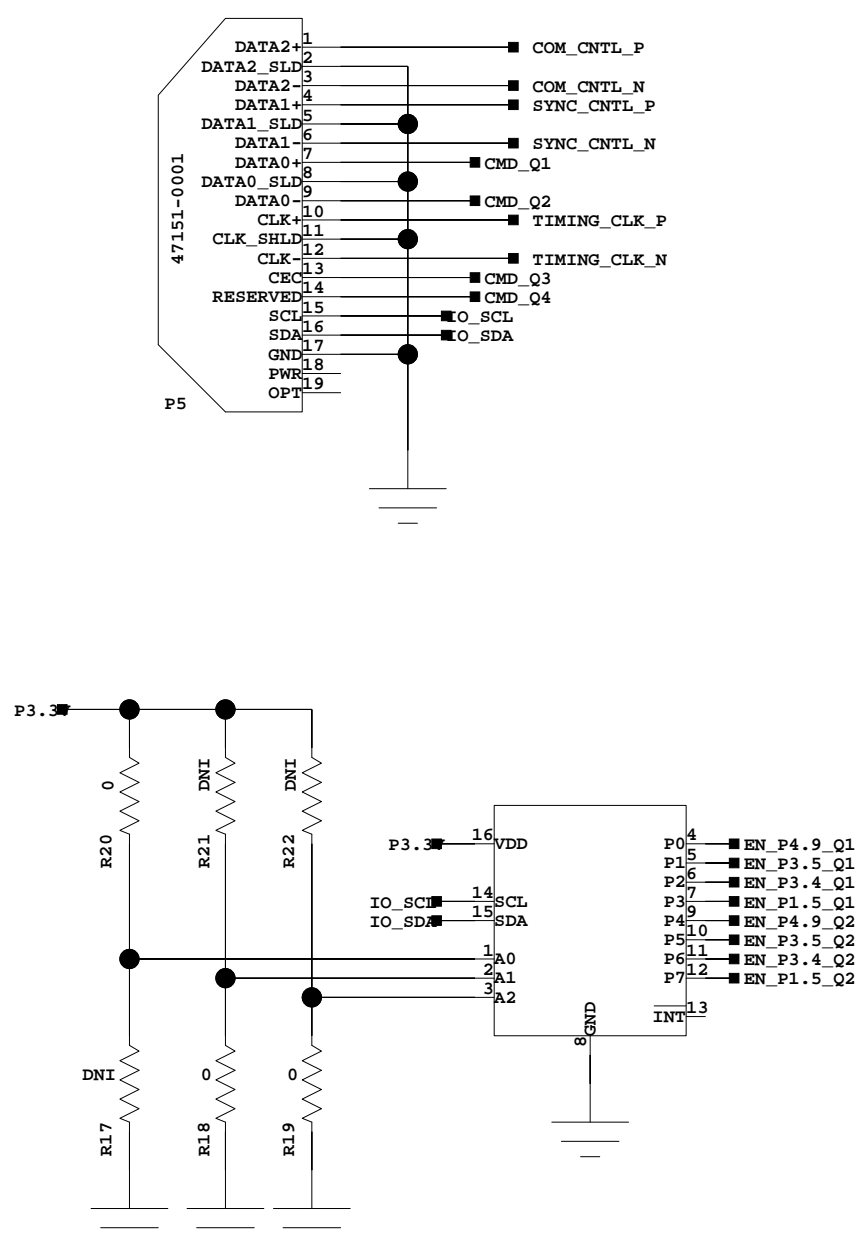 DATA2+ 1 COM_CNTL_P
DATA2_SLD 2
DATA2- 3 COM_CNTL_N
DATA1+ 4 SYNC_CNTL_P
DATA1_SLD 5
DATA1- 6 SYNC_CNTL_N
DATA0+ 7 CMD_Q1
DATA0_SLD 8
DATA0- 9 CMD_Q2
CLK+ 10 TIMING_CLK_P
CLK_SHLD 11
CLK- 12 TIMING_CLK_N
CEC 13 CMD_Q3
RESERVED 14 CMD_Q4
SCL 15 IO_SCL
SDA 16 IO_SDA
GND 17
PWR 18
OPT 19
47151-0001
P5
P3.3V
0
R20
DNI
R21
DNI
R22
P3.3V 16 VDD
IO_SCL 14 SCL
IO_SDA 15 SDA
1 A0
2 A1
3 A2
P0 4 EN_P4.9_Q1
P1 5 EN_P3.5_Q1
P2 6 EN_P3.4_Q1
P3 7 EN_P1.5_Q1
P4 9 EN_P4.9_Q2
P5 10 EN_P3.5_Q2
P6 11 EN_P3.4_Q2
P7 12 EN_P1.5_Q2
INT 13
8 GND
DNI
R17
0
R18
0
R19